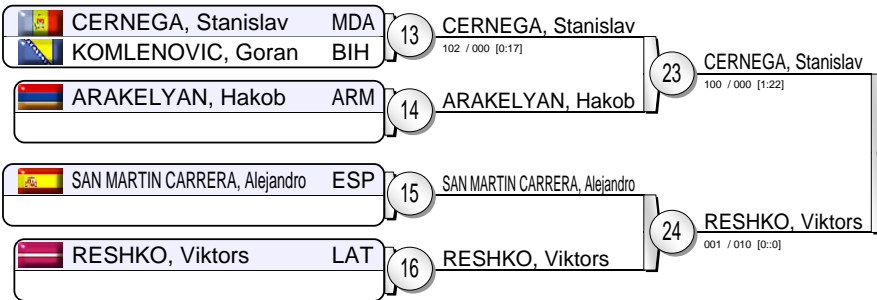 CERNEGA, Stanislav MDA
KOMLENOVIC, Goran BIH
13
CERNEGA, Stanislav
102 / 000 [0:17]
ARAKELYAN, Hakob ARM
14
ARAKELYAN, Hakob
23
CERNEGA, Stanislav
100 / 000 [1:22]
SAN MARTIN CARRERA, Alejandro ESP
15
SAN MARTIN CARRERA, Alejandro
RESHKO, Viktors LAT
16
RESHKO, Viktors
24
RESHKO, Viktors
001 / 010 [0::0]